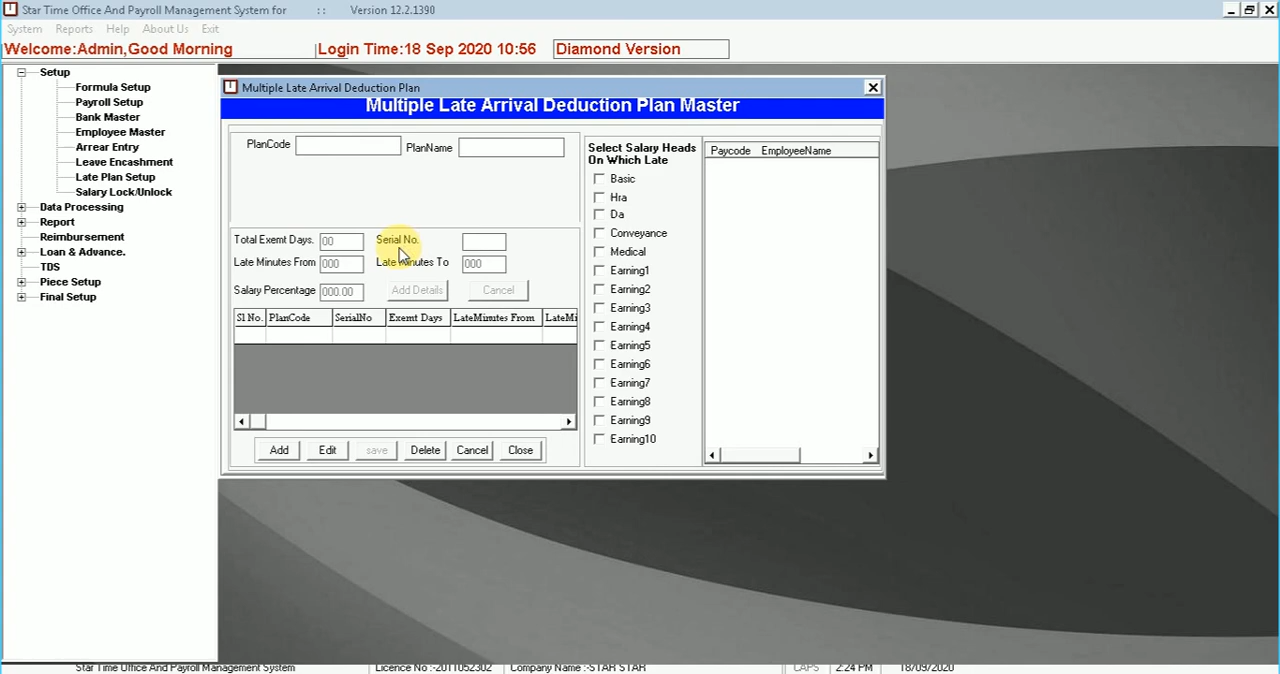 Star Time Office And Payroll Management System for : : Version 12.2.1390
System Reports Help About Us Exit
Welcome:Admin,Good Morning Login Time:18 Sep 2020 10:56 Diamond Version
Setup
Formula Setup
Payroll Setup
Bank Master
Employee Master
Arrear Entry
Leave Encashment
Late Plan Setup
Salary Lock/Unlock
Data Processing
Report
Reimbursement
Loan & Advance.
TDS
Piece Setup
Final Setup
Multiple Late Arrival Deduction Plan
Multiple Late Arrival Deduction Plan Master
PlanCode PlanName
Total Exemt Days. 00 Serial No.
Late Minutes From 000 Late Minutes To 000
Salary Percentage 000.00 Add Details Cancel
Sl No. PlanCode SerialNo Exemt Days LateMinutes From LateMi
Add Edit save Delete Cancel Close
Select Salary Heads
On Which Late
Basic
Hra
Da
Conveyance
Medical
Earning1
Earning2
Earning3
Earning4
Earning5
Earning6
Earning7
Earning8
Earning9
Earning10
Paycode EmployeeName
Star Time Office And Payroll Management System Licence No :-2011052302 Company Name :-STAR STAR CAPS 2:24 PM 18/09/2020